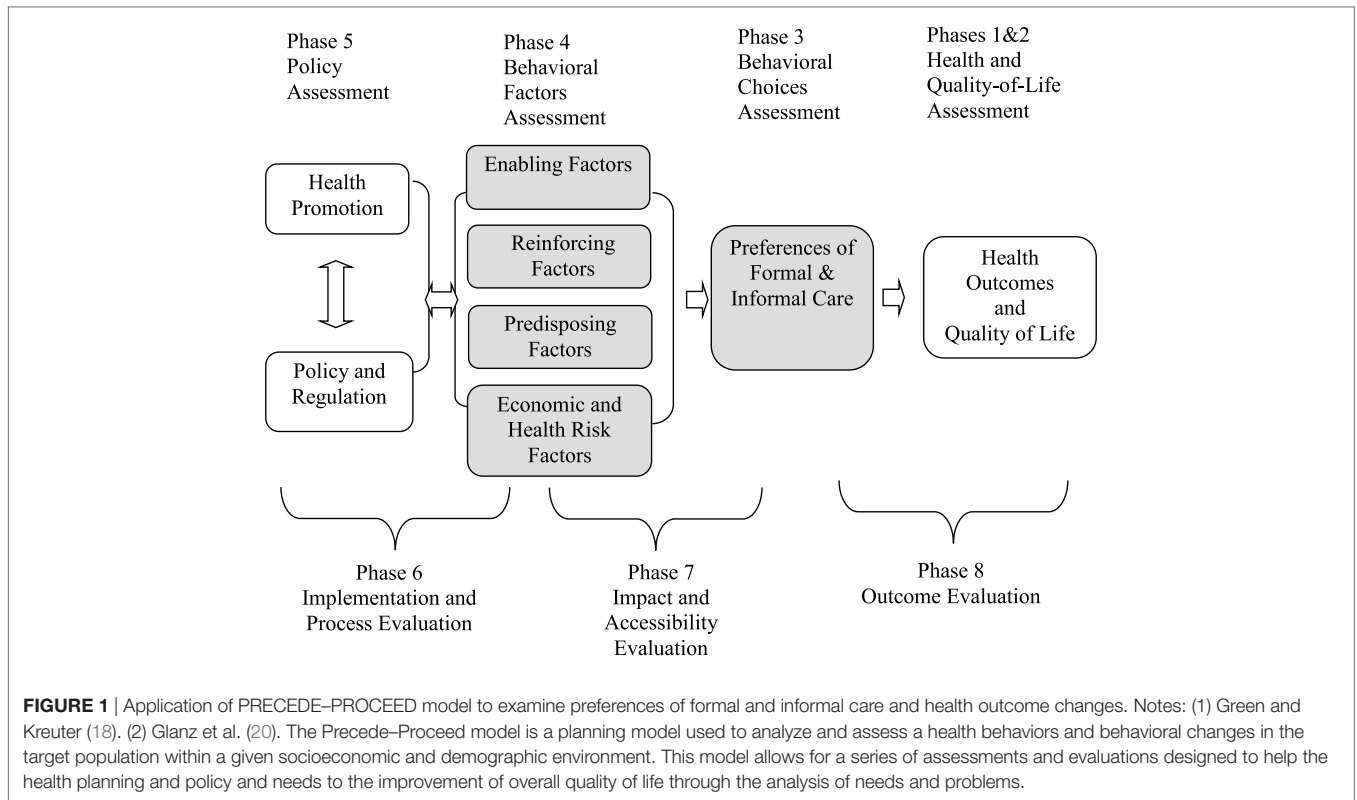 Phase 5
Policy
Assessment
Phase 4
Behavioral
Factors
Assessment
Phase 3
Behavioral
Choices
Assessment
Phases 1&2
Health and
Quality-of-Life
Assessment
Health
Promotion
Policy and
Regulation
Enabling Factors
Reinforcing
Factors
Predisposing
Factors
Economic and
Health Risk
Factors
Preferences of
Formal &
Informal Care
Health
Outcomes
and
Quality of Life
Phase 6
Implementation and
Process Evaluation
Phase 7
Impact and
Accessibility
Evaluation
Phase 8
Outcome Evaluation
FIGURE 1 | Application of PRECEDE–PROCEED model to examine preferences of formal and informal care and health outcome changes. Notes: (1) Green and
Kreuter (18). (2) Glanz et al. (20). The Precede–Proceed model is a planning model used to analyze and assess a health behaviors and behavioral changes in the
target population within a given socioeconomic and demographic environment. This model allows for a series of assessments and evaluations designed to help the
health planning and policy and needs to the improvement of overall quality of life through the analysis of needs and problems.